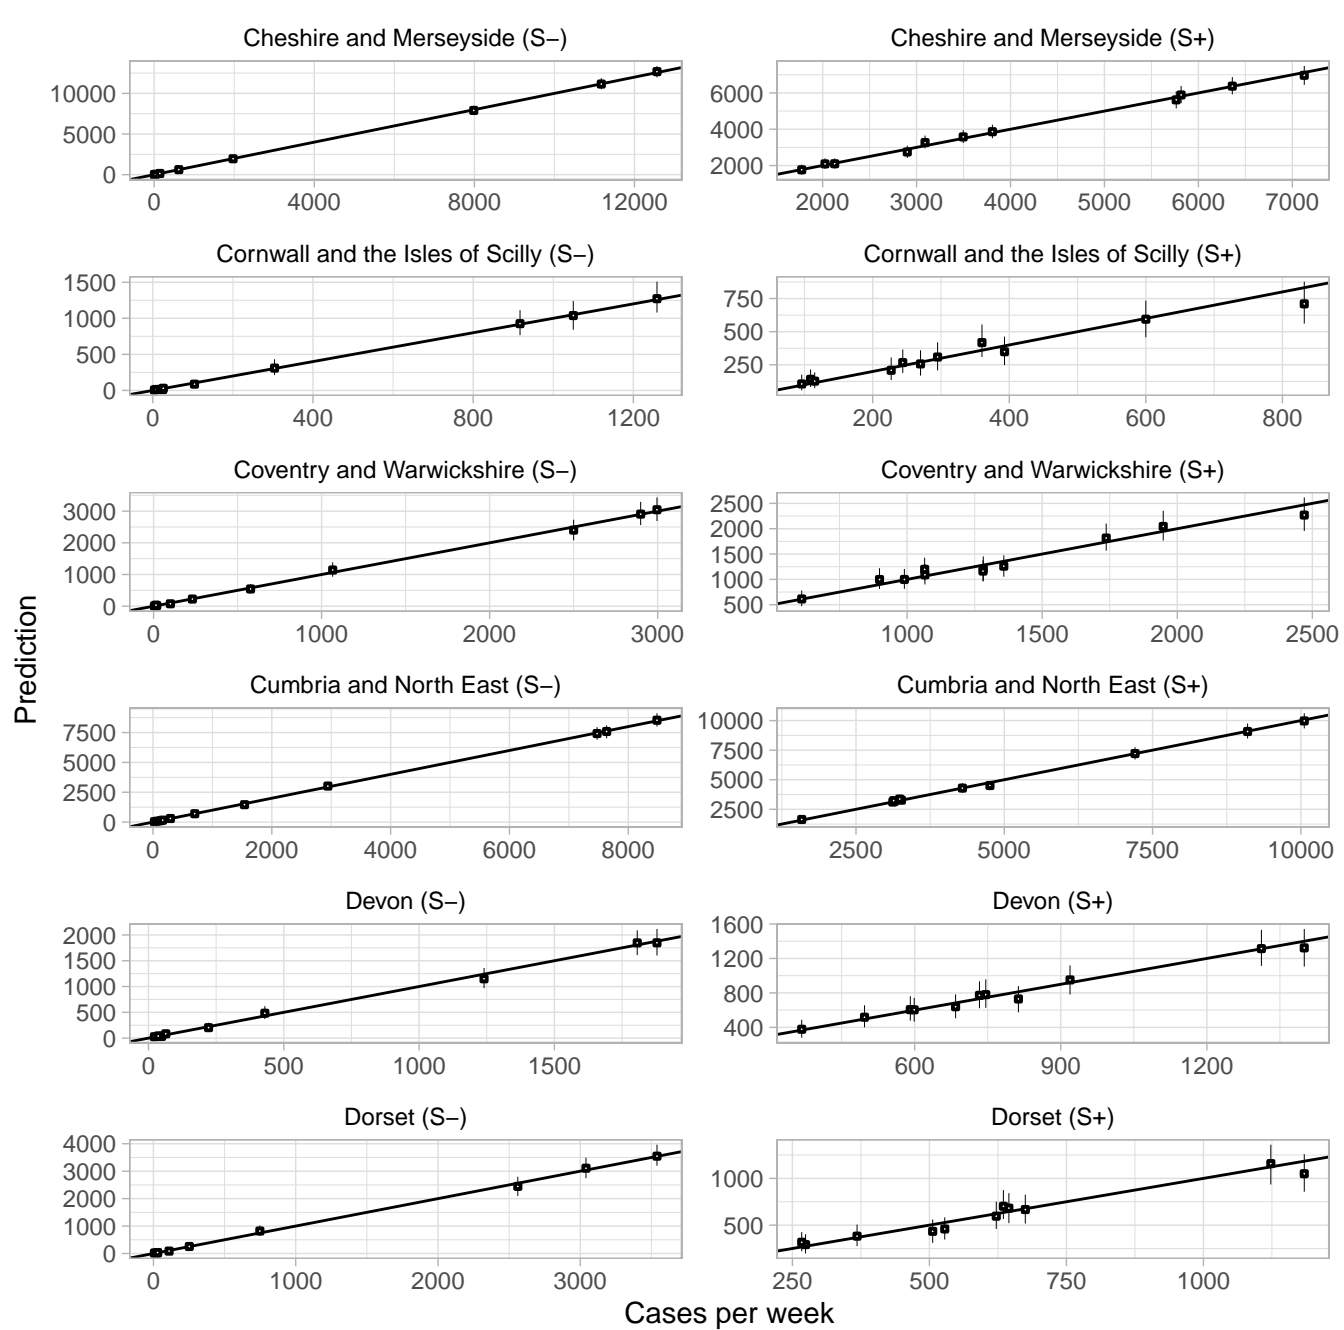 Cheshire and Merseyside (S−)
10000
5000
0
0 4000 8000 12000
Cheshire and Merseyside (S+)
6000
4000
2000
2000 3000 4000 5000 6000 7000
Cornwall and the Isles of Scilly (S−)
1500
1000
500
0
0 400 800 1200
Cornwall and the Isles of Scilly (S+)
750
500
250
200 400 600 800
Coventry and Warwickshire (S−)
3000
2000
1000
0
0 1000 2000 3000
Coventry and Warwickshire (S+)
2500
2000
1500
1000
500
1000 1500 2000 2500
Cumbria and North East (S−)
7500
5000
2500
0
0 2000 4000 6000 8000
Cumbria and North East (S+)
10000
7500
5000
2500
2500 5000 7500 10000
Devon (S−)
2000
1500
1000
500
0
0 500 1000 1500
Devon (S+)
1600
1200
800
400
600 900 1200
Dorset (S−)
4000
3000
2000
1000
0
0 1000 2000 3000
Dorset (S+)
1000
500
250 500 750 1000
Prediction
Cases per week